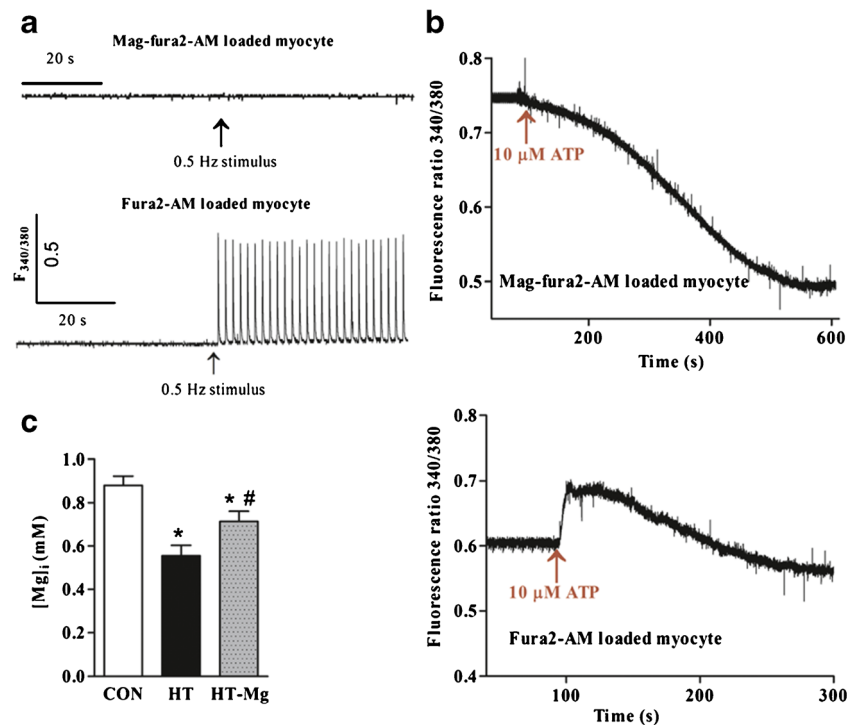 a
Mag-fura2-AM loaded myocyte
20 s
0.5 Hz stimulus
Fura2-AM loaded myocyte
F340/380
0.5
20 s
0.5 Hz stimulus
b
Fluorescence ratio 340/380
0.8
0.7
0.6
0.5
10 µM ATP
Mag-fura2-AM loaded myocyte
200
400
600
Time (s)
c
[Mg]i (mM)
1.0
0.8
0.6
0.4
0.2
0.0
*
* #
CON
HT
HT-Mg
Fluorescence ratio 340/380
0.8
0.7
0.6
0.5
0.4
10 µM ATP
Fura2-AM loaded myocyte
100
200
300
Time (s)